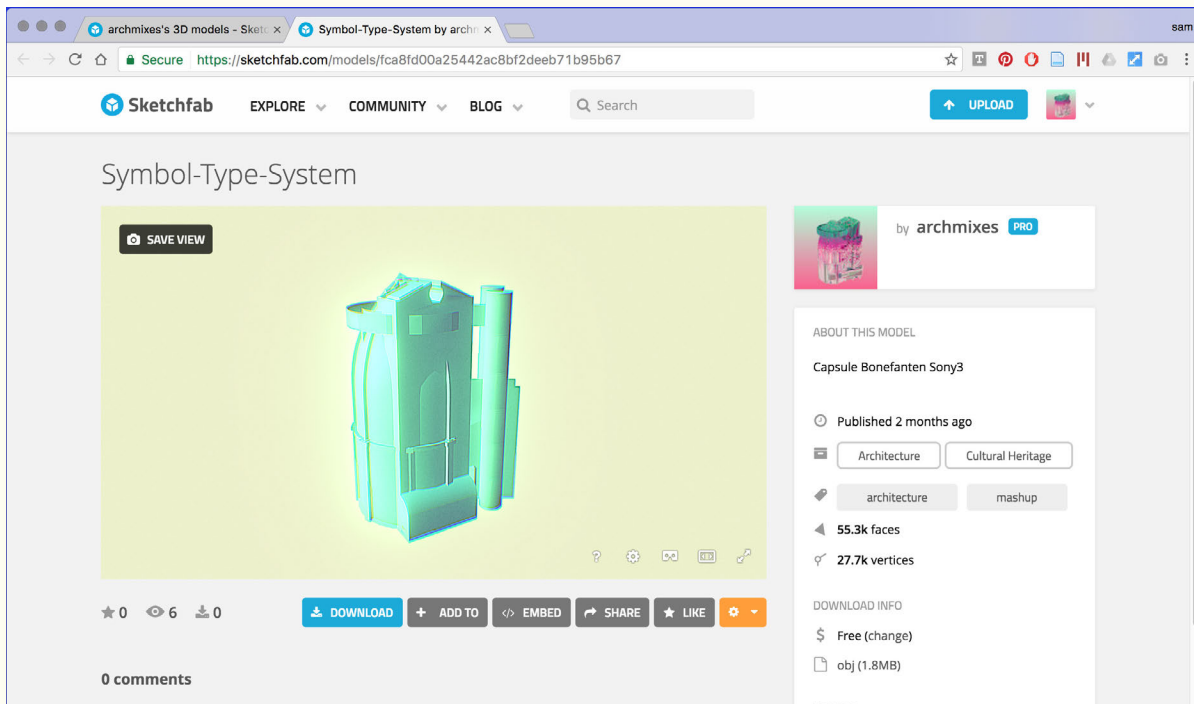 archmixes's 3D models - Sketc
Symbol-Type-System by archm
sam
Secure https://sketchfab.com/models/fca8fd00a25442ac8bf2deeb71b95b67
Sketchfab EXPLORE COMMUNITY BLOG Search UPLOAD
Symbol-Type-System
SAVE VIEW
by archmixes PRO
ABOUT THIS MODEL
Capsule Bonefanten Sony3
Published 2 months ago
Architecture Cultural Heritage
architecture mashup
55.3k faces
27.7k vertices
0 6 0 DOWNLOAD + ADD TO </> EMBED SHARE LIKE
DOWNLOAD INFO
$ Free (change)
obj (1.8MB)
0 comments